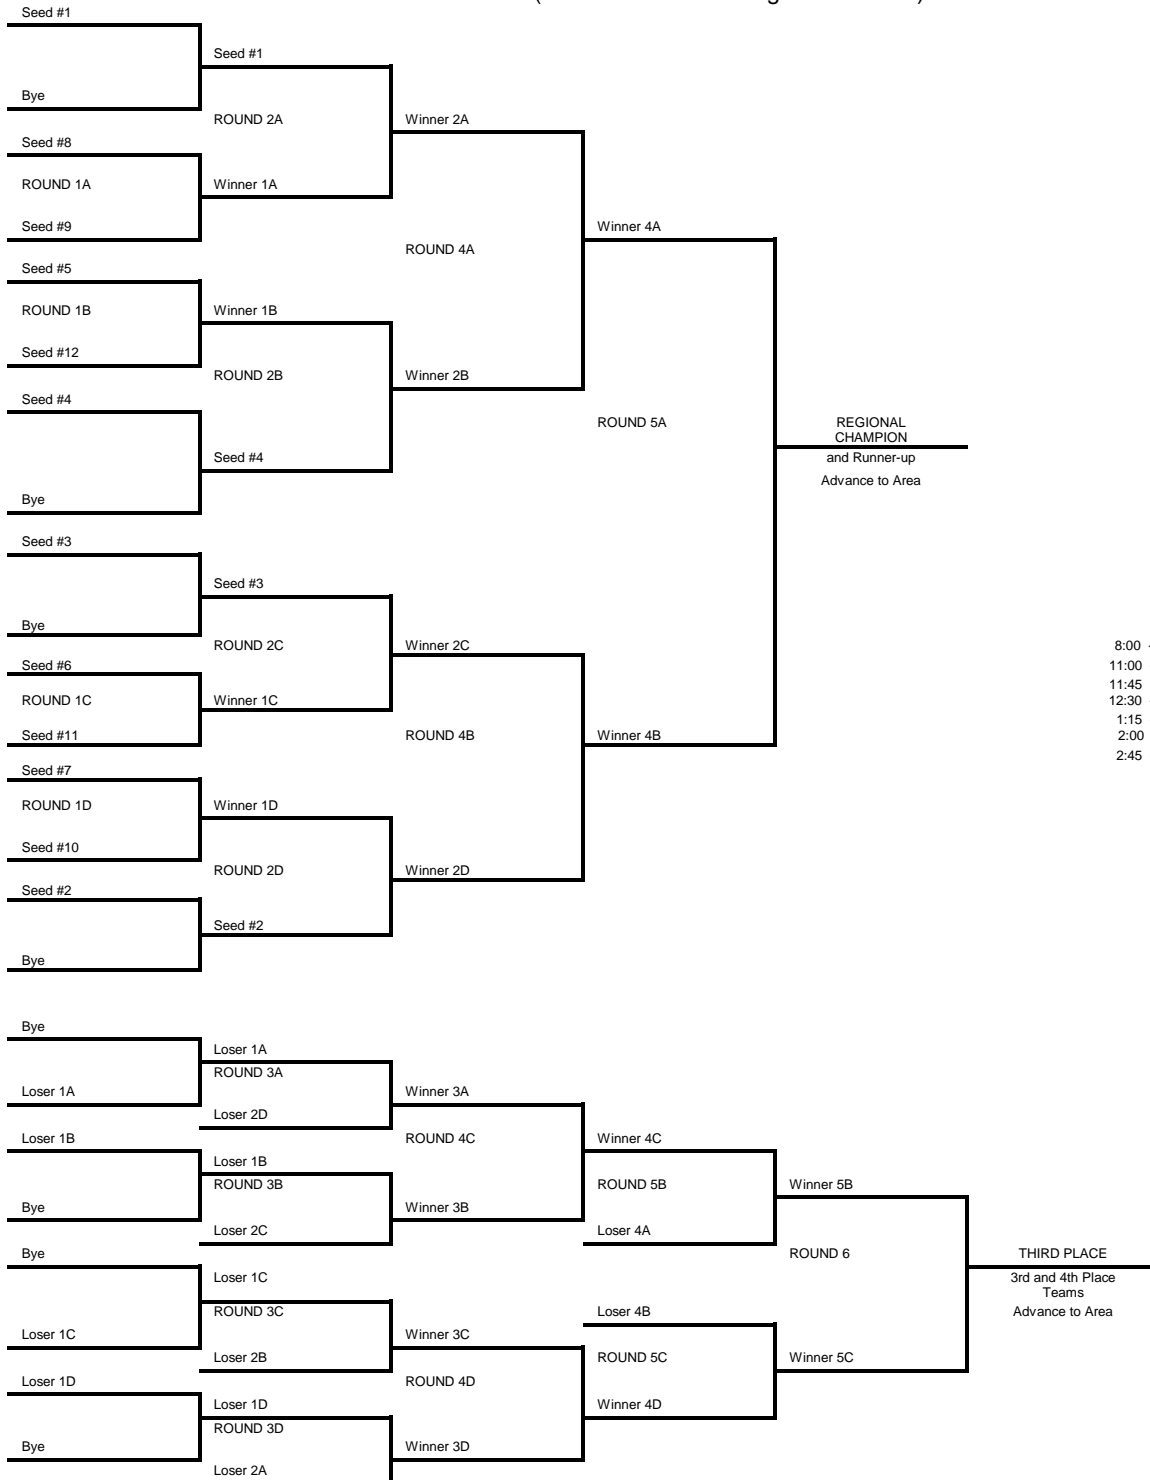 Seed #1
Seed #1
Bye
ROUND 2A
Winner 2A
Seed #8
ROUND 1A
Winner 1A
Seed #9
Winner 4A
ROUND 4A
Seed #5
ROUND 1B
Winner 1B
Seed #12
ROUND 2B
Winner 2B
Seed #4
ROUND 5A
REGIONAL
CHAMPION
Seed #4
and Runner-up
Advance to Area
Bye
Seed #3
Seed #3
Bye
ROUND 2C
Winner 2C
8:00
Seed #6
11:00
11:45
ROUND 1C
Winner 1C
12:30
1:15
Seed #11
ROUND 4B
Winner 4B
2:00
2:45
Seed #7
ROUND 1D
Winner 1D
Seed #10
ROUND 2D
Winner 2D
Seed #2
Seed #2
Bye
Bye
Loser 1A
ROUND 3A
Loser 1A
Winner 3A
Loser 2D
Loser 1B
ROUND 4C
Winner 4C
Loser 1B
ROUND 3B
ROUND 5B
Winner 5B
Bye
Winner 3B
Loser 2C
Loser 4A
Bye
ROUND 6
THIRD PLACE
Loser 1C
3rd and 4th Place
Teams
ROUND 3C
Loser 4B
Advance to Area
Loser 1C
Winner 3C
Loser 2B
ROUND 5C
Winner 5C
Loser 1D
ROUND 4D
Loser 1D
Winner 4D
ROUND 3D
Bye
Winner 3D
Loser 2A